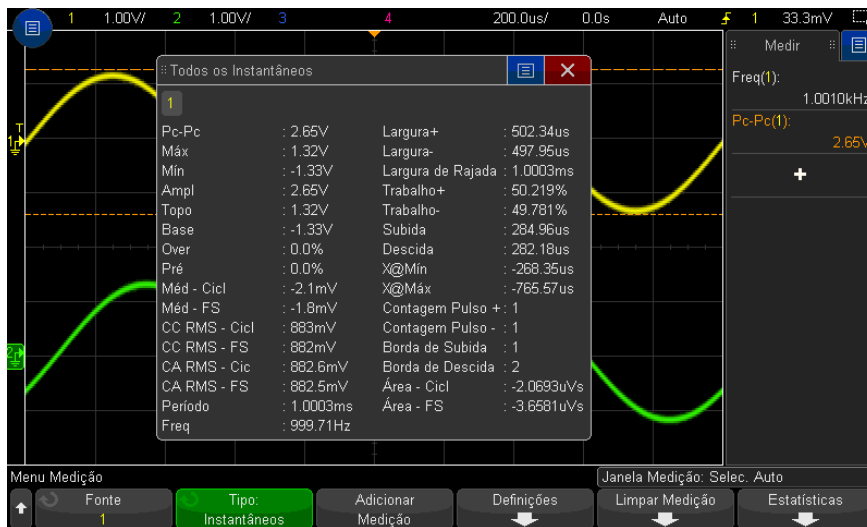 1 1.00V/ 2 1.00V/ 3 4 200.0us/ 0.0s Auto 1 33.3mV
Medir
Freq(1):
1.0010kHz
Pc-Pc(1):
2.65V
+
T
1
2
Todos os Instantâneos
1
Pc-Pc : 2.65V Largura+ : 502.34us
Máx : 1.32V Largura- : 497.95us
Mín : -1.33V Largura de Rajada : 1.0003ms
Ampl : 2.65V Trabalho+ : 50.219%
Topo : 1.32V Trabalho- : 49.781%
Base : -1.33V Subida : 284.96us
Over : 0.0% Descida : 282.18us
Pré : 0.0% X@Mín : -268.35us
Méd - Cicl : -2.1mV X@Máx : -765.57us
Méd - FS : -1.8mV Contagem Pulso + : 1
CC RMS - Cicl : 883mV Contagem Pulso - : 1
CC RMS - FS : 882mV Borda de Subida : 1
CA RMS - Cic : 882.6mV Borda de Descida : 2
CA RMS - FS : 882.5mV Área - Cicl : -2.0693uVs
Período : 1.0003ms Área - FS : -3.6581uVs
Freq : 999.71Hz
Menu Medição
Janela Medição: Selec. Auto
Fonte
1
Tipo:
Instantâneos
Adicionar
Medição
Definições
Limpar Medição
Estatísticas